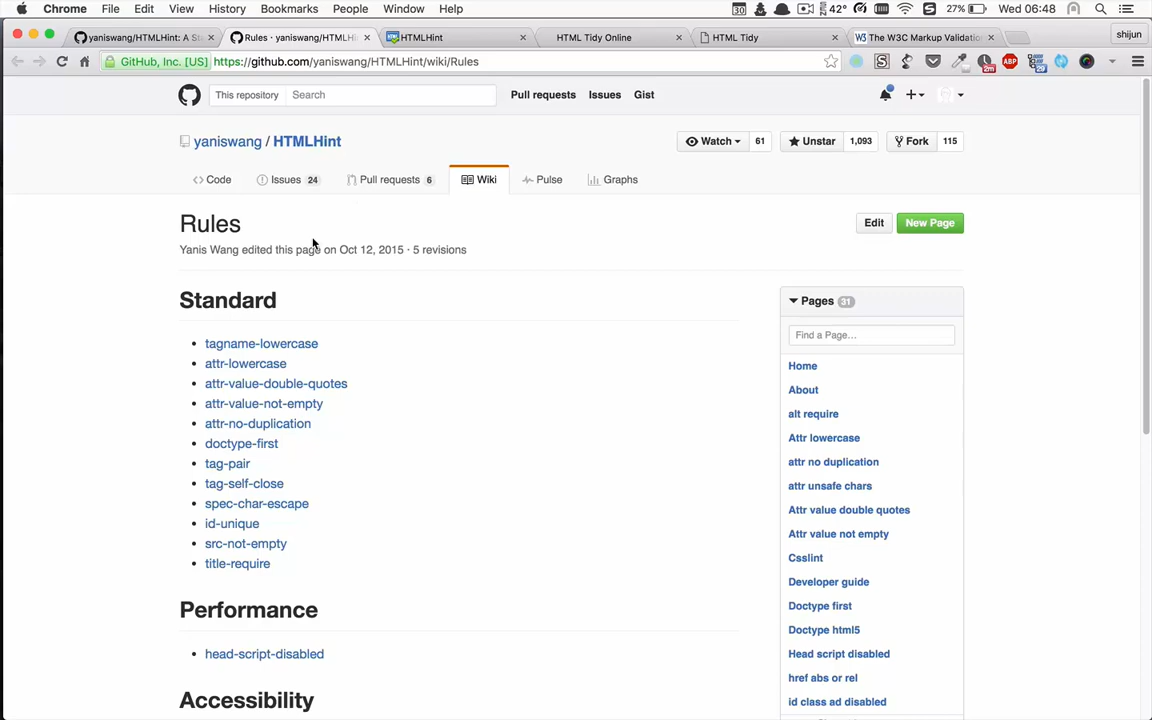 Chrome File Edit View History Bookmarks People Window Help 30 42° 27% Wed 06:48
yaniswang/HTMLHint: A St Rules · yaniswang/HTMLHi HTMLHint HTML Tidy Online HTML Tidy The W3C Markup Validatio shijun
GitHub, Inc. [US] https://github.com/yaniswang/HTMLHint/wiki/Rules 2m ABP 29
This repository Search Pull requests Issues Gist
yaniswang / HTMLHint Watch 61 Unstar 1,093 Fork 115
Code Issues 24 Pull requests 6 Wiki Pulse Graphs
Rules Edit New Page
Yanis Wang edited this page on Oct 12, 2015 · 5 revisions
Standard
tagname-lowercase
attr-lowercase
attr-value-double-quotes
attr-value-not-empty
attr-no-duplication
doctype-first
tag-pair
tag-self-close
spec-char-escape
id-unique
src-not-empty
title-require
Performance
head-script-disabled
Accessibility
Pages 31
Find a Page…
Home
About
alt require
Attr lowercase
attr no duplication
attr unsafe chars
Attr value double quotes
Attr value not empty
Csslint
Developer guide
Doctype first
Doctype html5
Head script disabled
href abs or rel
id class ad disabled